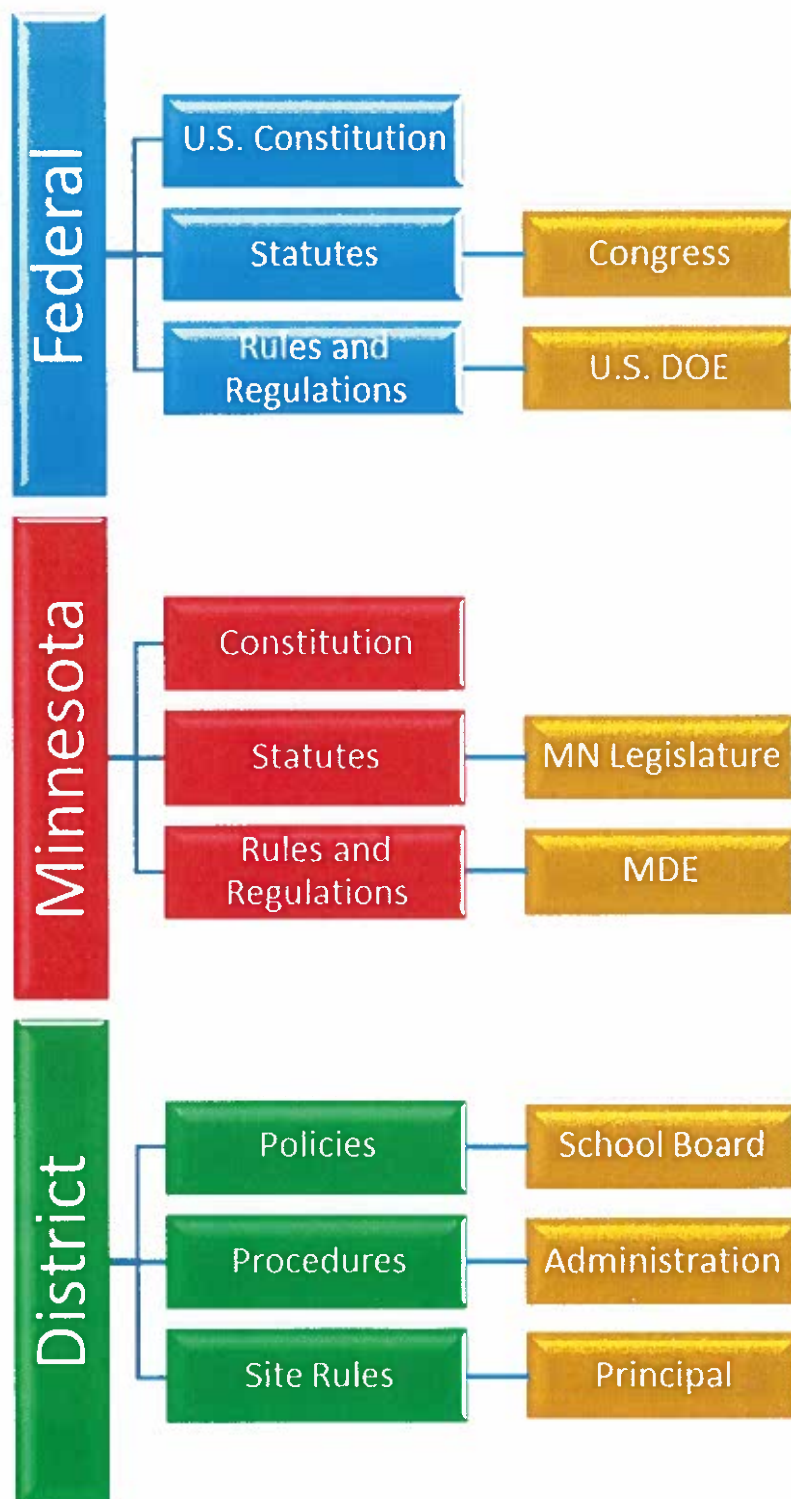 Federal
U.S. Constitution
Statutes
Congress
Rules and
Regulations
U.S. DOE
Minnesota
Constitution
Statutes
MN Legislature
Rules and
Regulations
MDE
District
Policies
School Board
Procedures
Administration
Site Rules
Principal